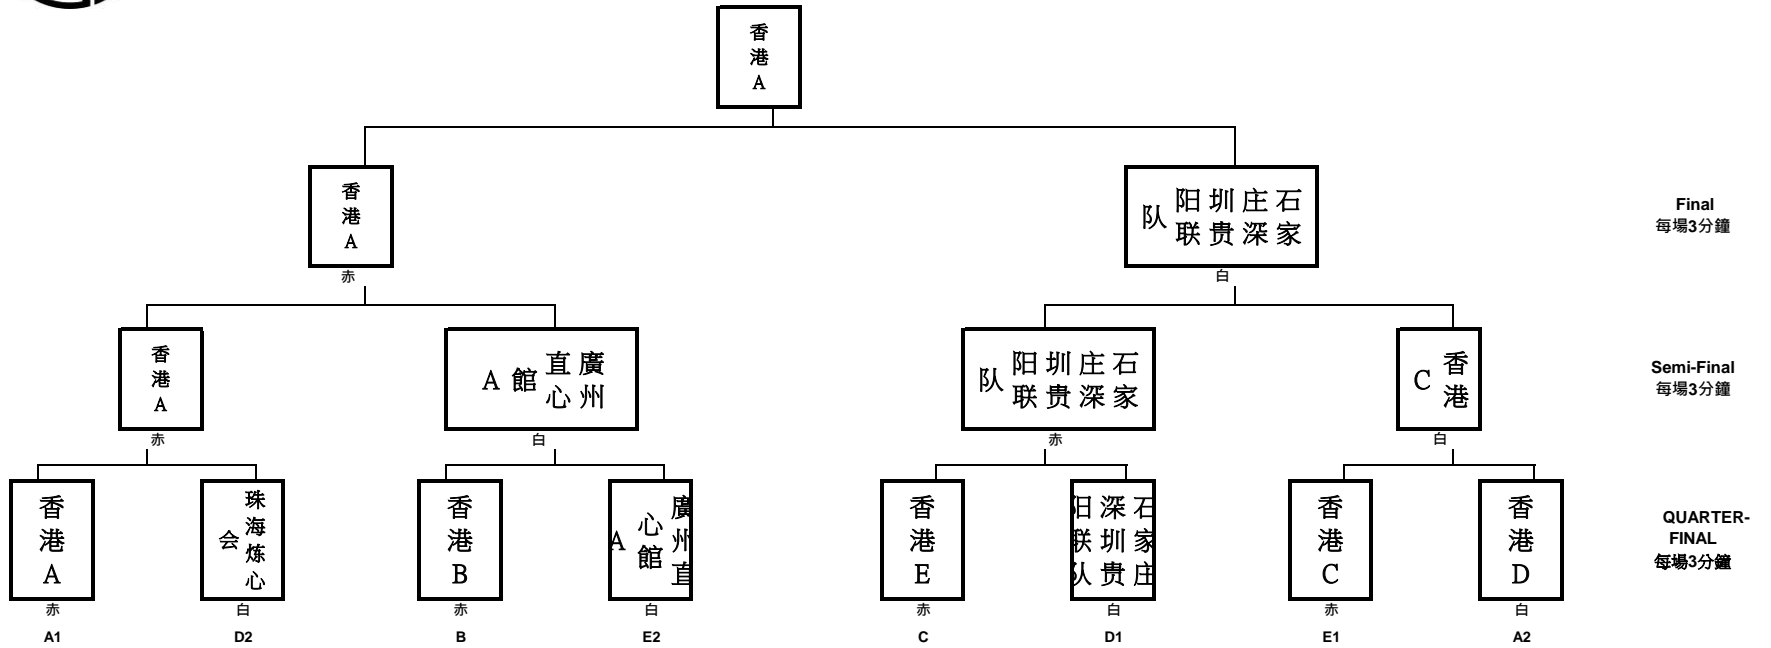 香港A
香港A
石家庄深圳贵阳联队
Final
每場3分鐘
赤
白
香港A
廣州直心館A
石家庄深圳贵阳联队
香港C
Semi-Final
每場3分鐘
赤
白
赤
白
香港A
珠海炼心会
香港B
廣州直心館A
香港E
石家庄深圳贵阳联队
香港C
香港D
QUARTER-
FINAL
每場3分鐘
赤
白
赤
白
赤
白
赤
白
A1
D2
B
E2
C
D1
E1
A2